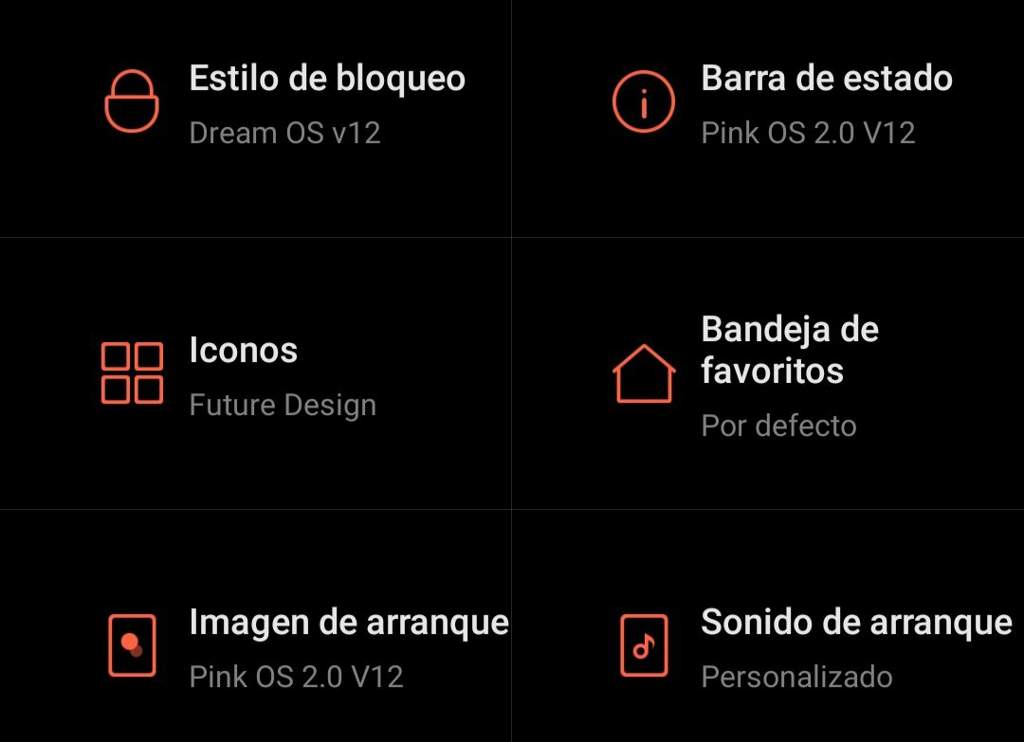 Estilo de bloqueo
Dream OS v12
Barra de estado
Pink OS 2.0 V12
Iconos
Future Design
Bandeja de
favoritos
Por defecto
Imagen de arranque
Pink OS 2.0 V12
Sonido de arranque
Personalizado